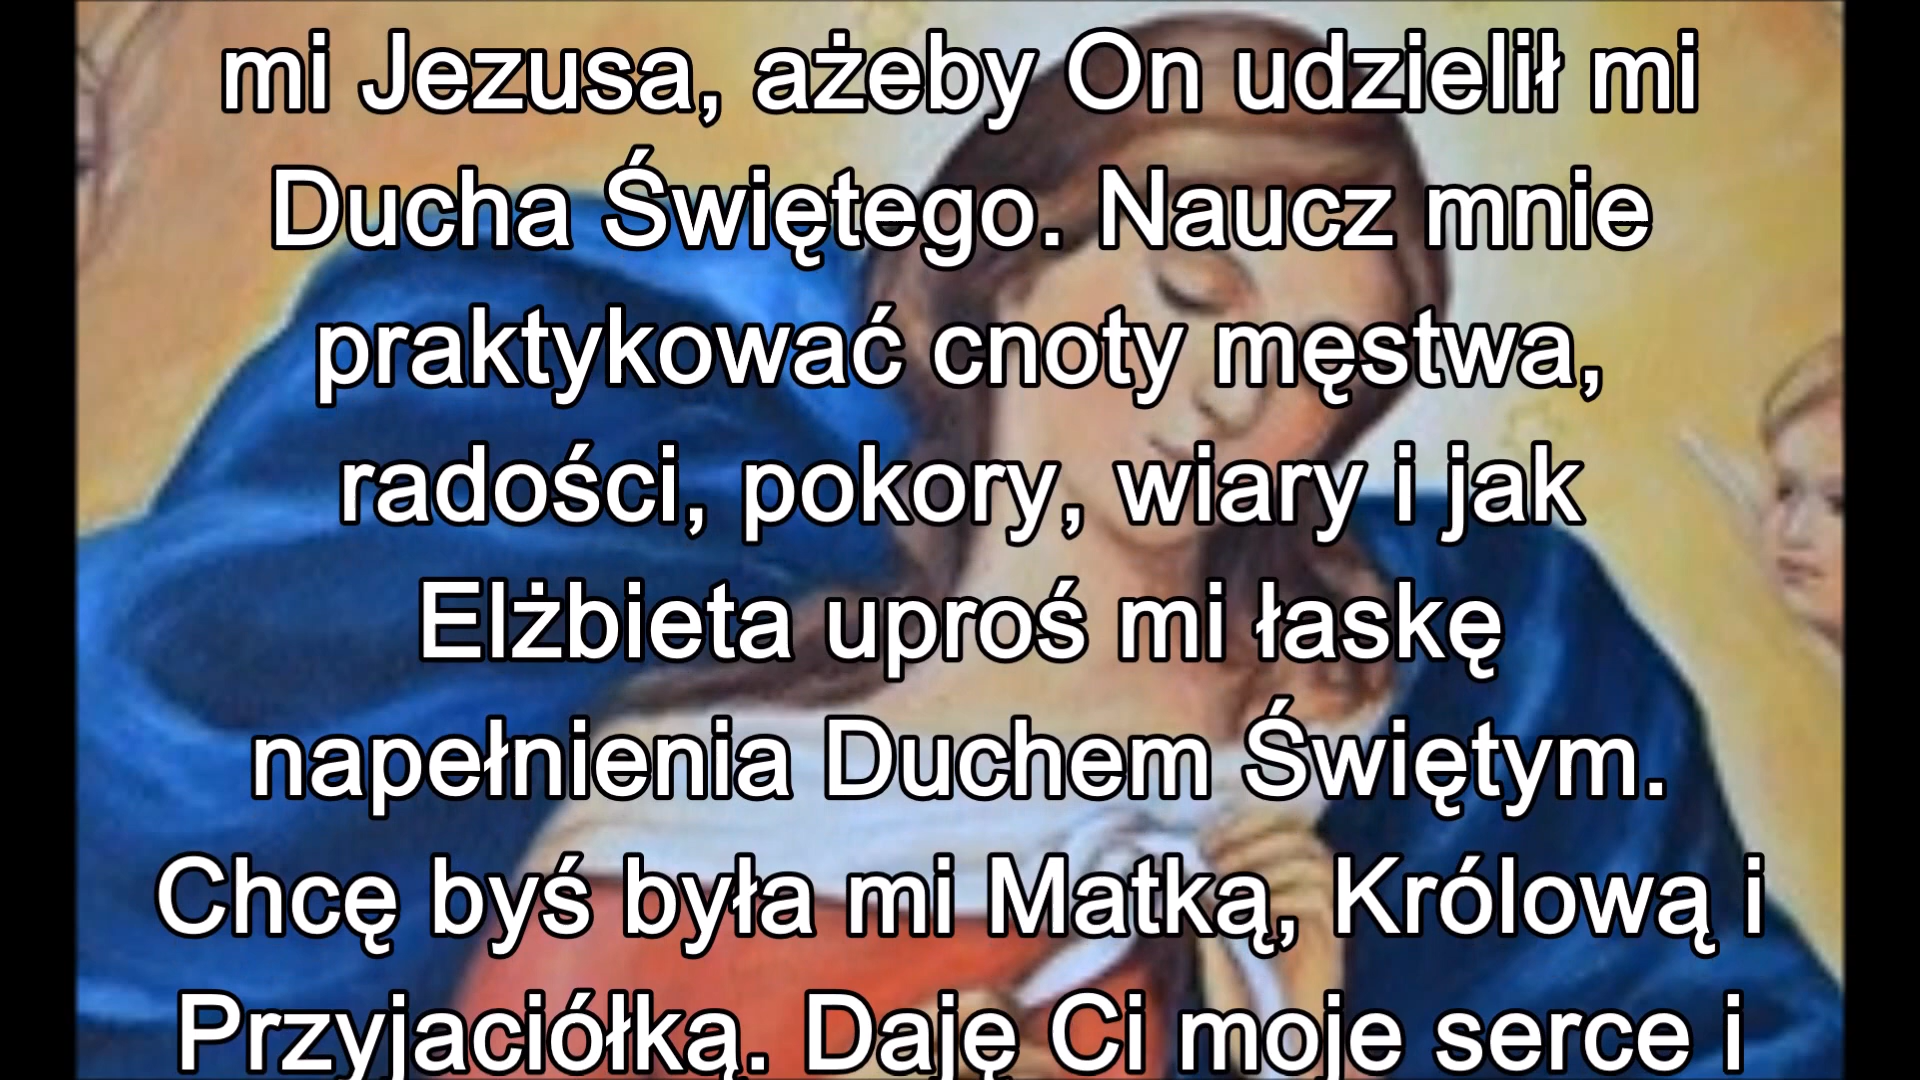 mi Jezusa, ażeby On udzielił mi
Ducha Świętego. Naucz mnie
praktykować cnoty męstwa,
radości, pokory, wiary i jak
Elżbieta uproś mi łaskę
napełnienia Duchem Świętym.
Chcę byś była mi Matką, Królową i
Przyjaciółką. Daję Ci moje serce i